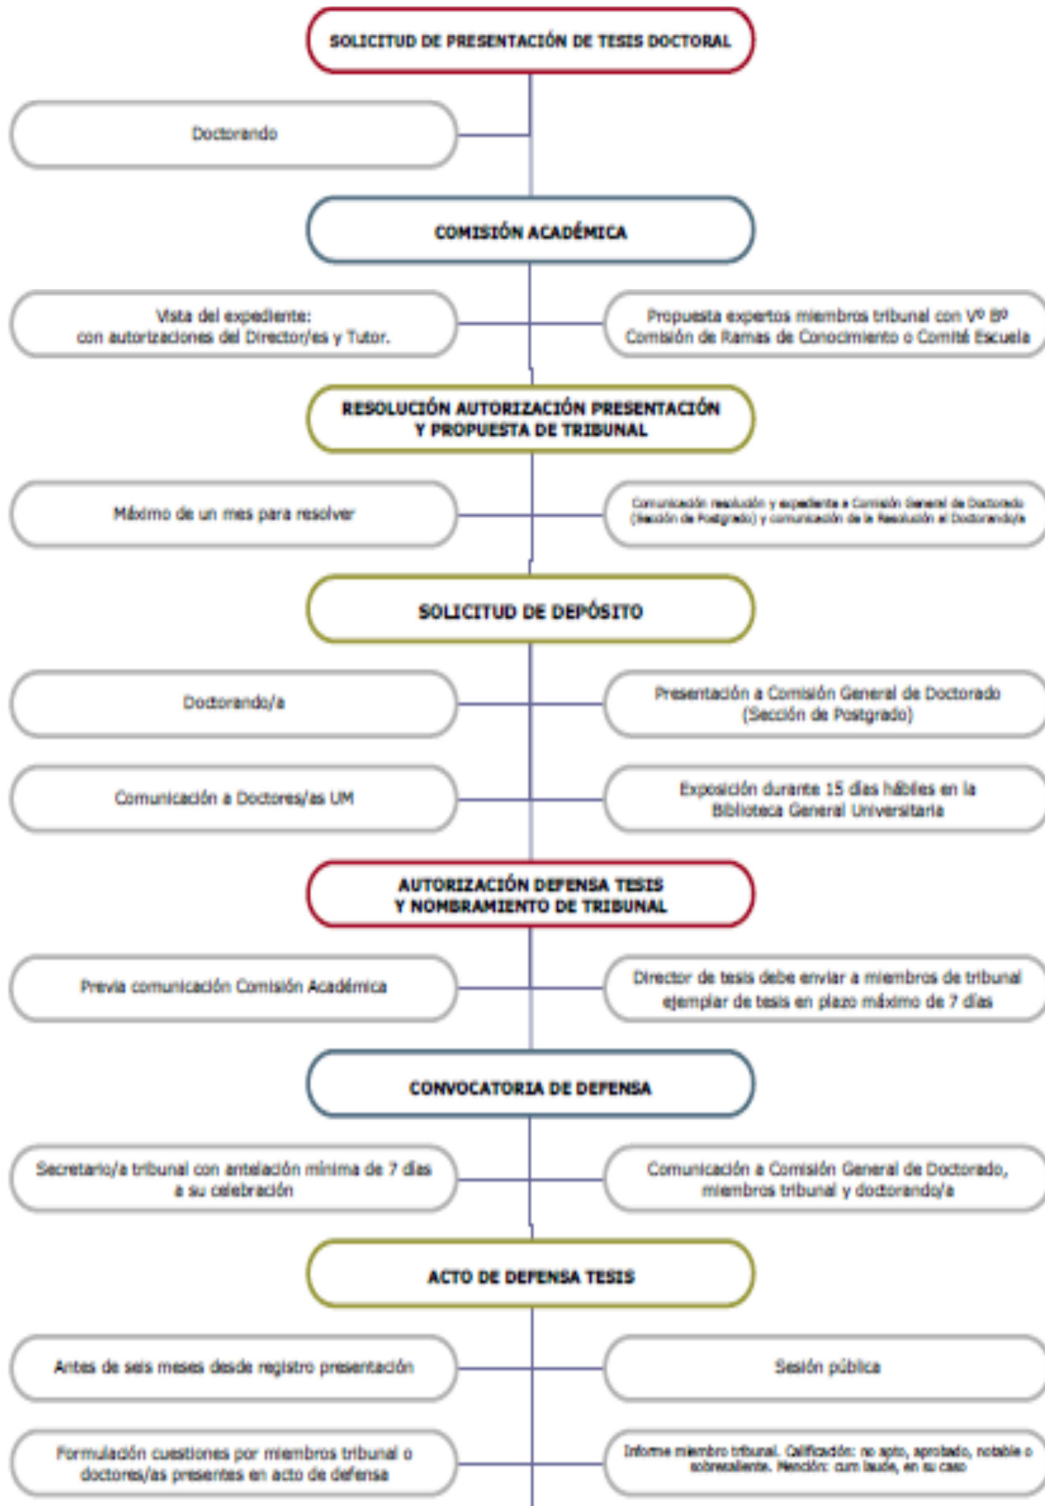 SOLICITUD DE PRESENTACIÓN DE TESIS DOCTORAL
Doctorando
COMISIÓN ACADÉMICA
Vista del expediente:
con autorizaciones del Director/es y Tutor.
Propuesta expertos miembros tribunal con Vº Bº
Comisión de Ramas de Conocimiento o Comité Escuela
RESOLUCIÓN AUTORIZACIÓN PRESENTACIÓN
Y PROPUESTA DE TRIBUNAL
Máximo de un mes para resolver
Comunicación resolución y expediente a Comisión General de Doctorado
(Sección de Postgrado) y comunicación de la Resolución al Doctorando/a
SOLICITUD DE DEPÓSITO
Doctorando/a
Presentación a Comisión General de Doctorado
(Sección de Postgrado)
Comunicación a Doctores/as UM
Exposición durante 15 días hábiles en la
Biblioteca General Universitaria
AUTORIZACIÓN DEFENSA TESIS
Y NOMBRAMIENTO DE TRIBUNAL
Previa comunicación Comisión Académica
Director de tesis debe enviar a miembros de tribunal
ejemplar de tesis en plazo máximo de 7 días
CONVOCATORIA DE DEFENSA
Secretario/a tribunal con antelación mínima de 7 días
a su celebración
Comunicación a Comisión General de Doctorado,
miembros tribunal y doctorando/a
ACTO DE DEFENSA TESIS
Antes de seis meses desde registro presentación
Sesión pública
Formulación cuestiones por miembros tribunal o
doctores/as presentes en acto de defensa
Informe miembro tribunal. Calificación: no apto, aprobado, notable o
sobresaliente. Mención: cum laude, en su caso